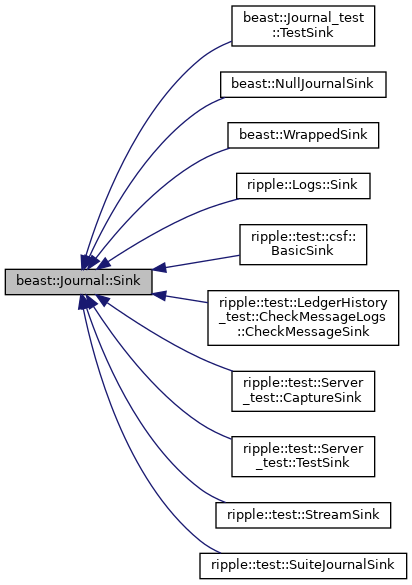 beast::Journal_test
::TestSink
beast::NullJournalSink
beast::WrappedSink
ripple::Logs::Sink
ripple::test::csf::
BasicSink
beast::Journal::Sink
ripple::test::LedgerHistory
_test::CheckMessageLogs
::CheckMessageSink
ripple::test::Server
_test::CaptureSink
ripple::test::Server
_test::TestSink
ripple::test::StreamSink
ripple::test::SuiteJournalSink